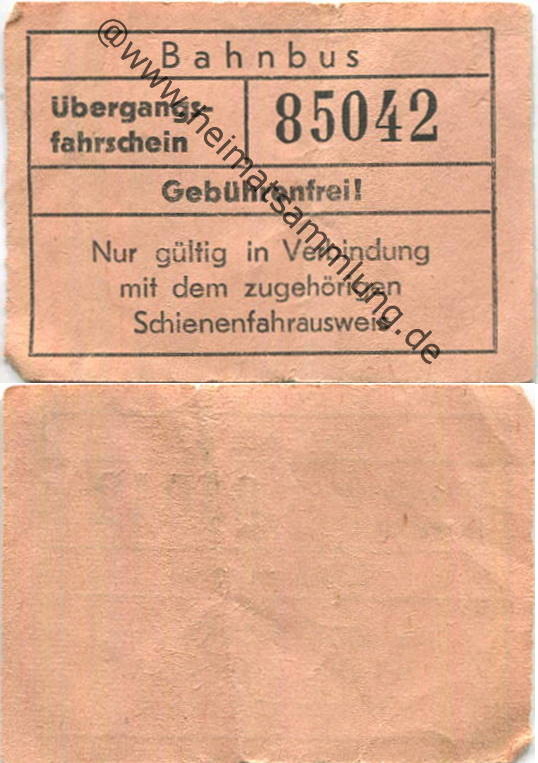 Bahnbus
Übergangs-
fahrschein
85042
Gebührenfrei!
Nur gültig in Verbindung
mit dem zugehörigen
Schienenfahrausweis
@www.heimatsammlung.de